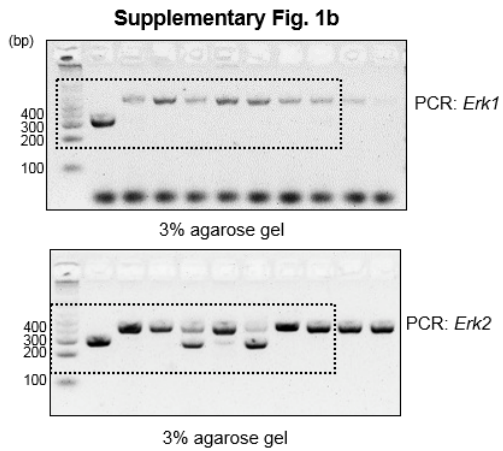 Supplementary Fig. 1b
(bp)
400
300
200
100
PCR: Erk1
3% agarose gel
400
300
200
100
PCR: Erk2
3% agarose gel